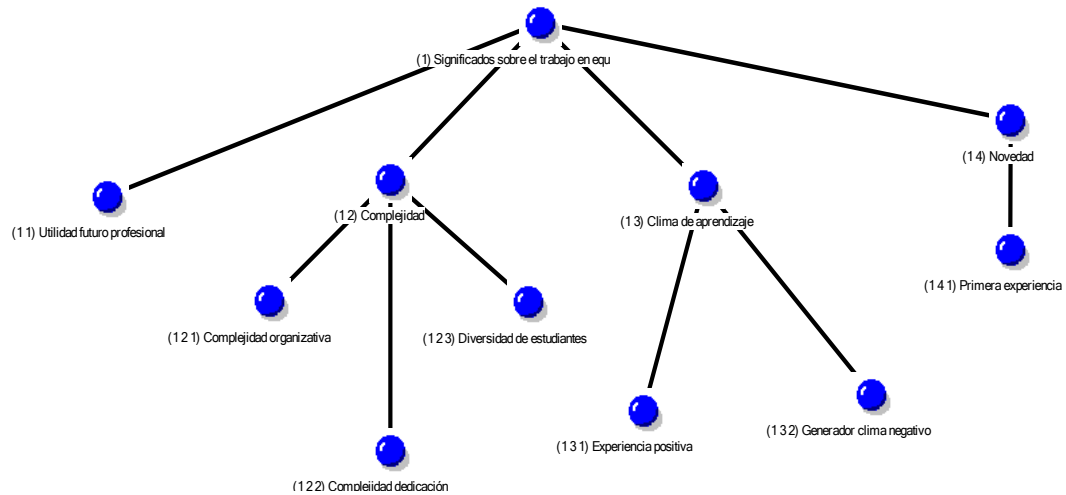 (1) Significados sobre el trabajo en equ
(1 4) Novedad
(1 2) Complejidad
(1 3) Clima de aprendizaje
(1 1) Utilidad futuro profesional
(1 4 1) Primera experiencia
(1 2 1) Complejidad organizativa
(1 2 3) Diversidad de estudiantes
(1 3 2) Generador clima negativo
(1 3 1) Experiencia positiva
(1 2 2) Complejidad dedicación